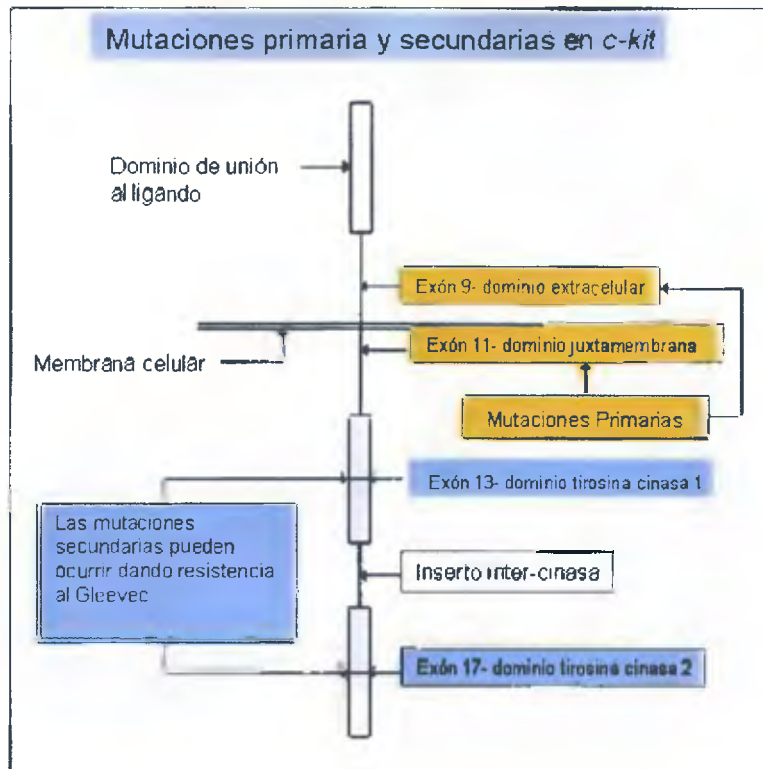 Mutaciones primaria y secundarias en c-kit
Dominio de unión
al ligando
Exón 9- dominio extracelular
Exón 11- dominio juxtamembrana
Membrana celular
Mutaciones Primarias
Exón 13- dominio tirosina cinasa 1
Las mutaciones
secundarias pueden
ocurrir dando resistencia
al Gleevec
Inserto inter-cinasa
Exón 17- dominio tirosina cinasa 2